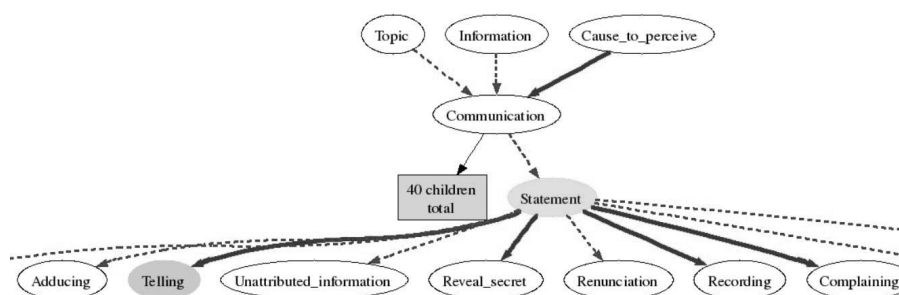 Topic
Information
Cause_to_perceive
Communication
40 children
total
Statement
Adducing
Telling
Unattributed_information
Reveal_secret
Renunciation
Recording
Complaining